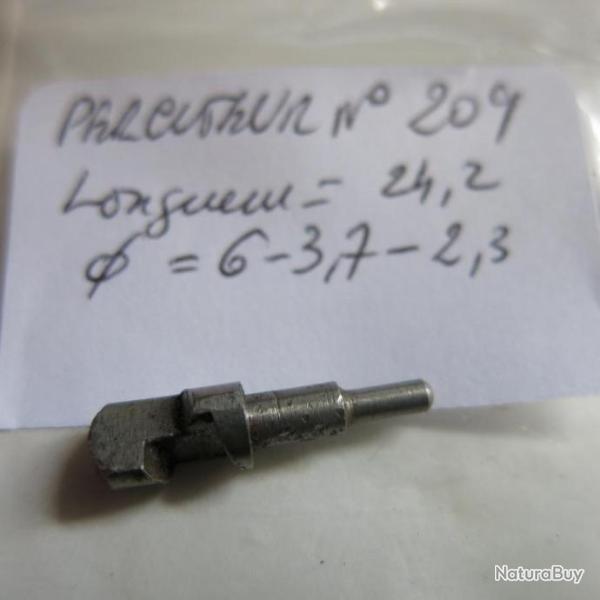 PERCUTEUR N° 209
Longueur = 24,2
ϕ = 6-3,7-2,3
NaturaBuy